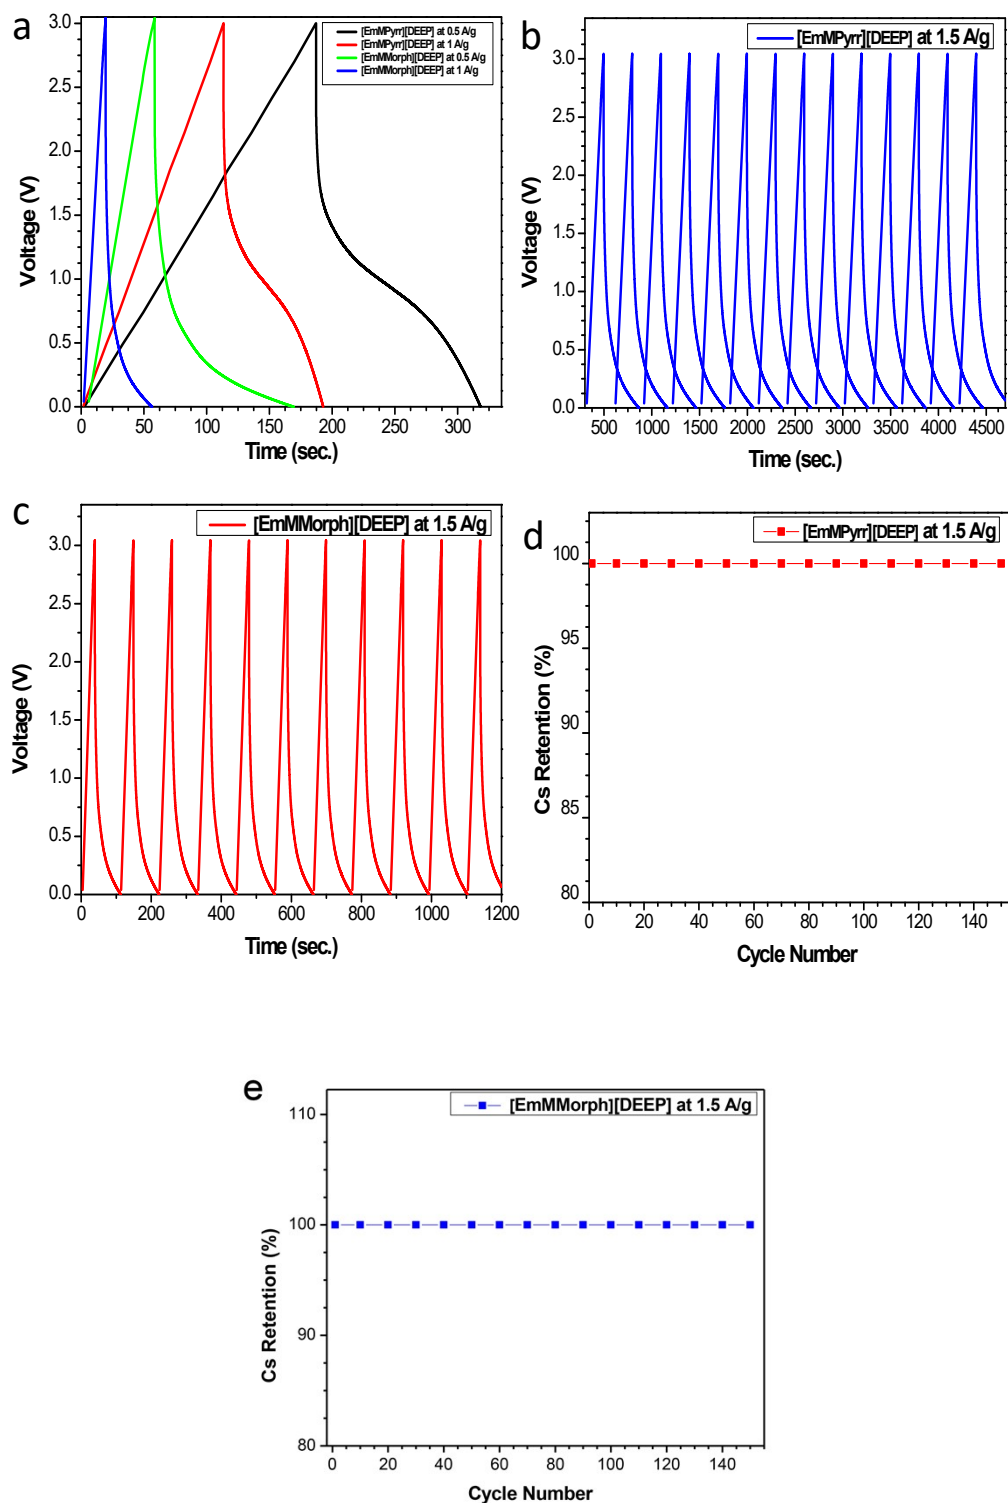 a
[EmMPyrr][DEEP] at 0.5 A/g
[EmMPyrr][DEEP] at 1 A/g
[EmMMorph][DEEP] at 0.5 A/g
[EmMMorph][DEEP] at 1 A/g
3.0
2.5
2.0
1.5
1.0
0.5
0.0
Voltage (V)
0 50 100 150 200 250 300
Time (sec.)
b
[EmMPyrr][DEEP] at 1.5 A/g
3.0
2.5
2.0
1.5
1.0
0.5
0.0
Voltage (V)
500 1000 1500 2000 2500 3000 3500 4000 4500
Time (sec.)
c
[EmMMorph][DEEP] at 1.5 A/g
3.0
2.5
2.0
1.5
1.0
0.5
0.0
Voltage (V)
0 200 400 600 800 1000 1200
Time (sec.)
d
[EmMPyrr][DEEP] at 1.5 A/g
100
95
90
85
80
Cs Retention (%)
0 20 40 60 80 100 120 140
Cycle Number
e
[EmMMorph][DEEP] at 1.5 A/g
110
100
90
80
Cs Retention (%)
0 20 40 60 80 100 120 140
Cycle Number